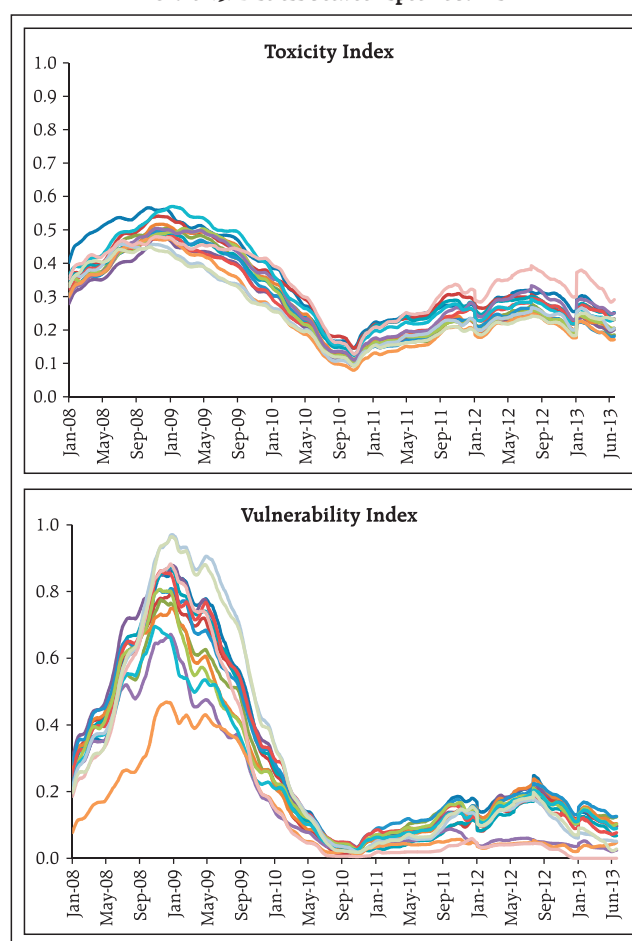 Toxicity Index
1.0
0.9
0.8
0.7
0.6
0.5
0.4
0.3
0.2
0.1
0.0
Jan-08
May-08
Sep-08
Jan-09
May-09
Sep-09
Jan-10
May-10
Sep-10
Jan-11
May-11
Sep-11
Jan-12
May-12
Sep-12
Jan-13
Jun-13
Vulnerability Index
1.0
0.8
0.6
0.4
0.2
0.0
Jan-08
May-08
Sep-08
Jan-09
May-09
Sep-09
Jan-10
May-10
Sep-10
Jan-11
May-11
Sep-11
Jan-12
May-12
Sep-12
Jan-13
Jun-13